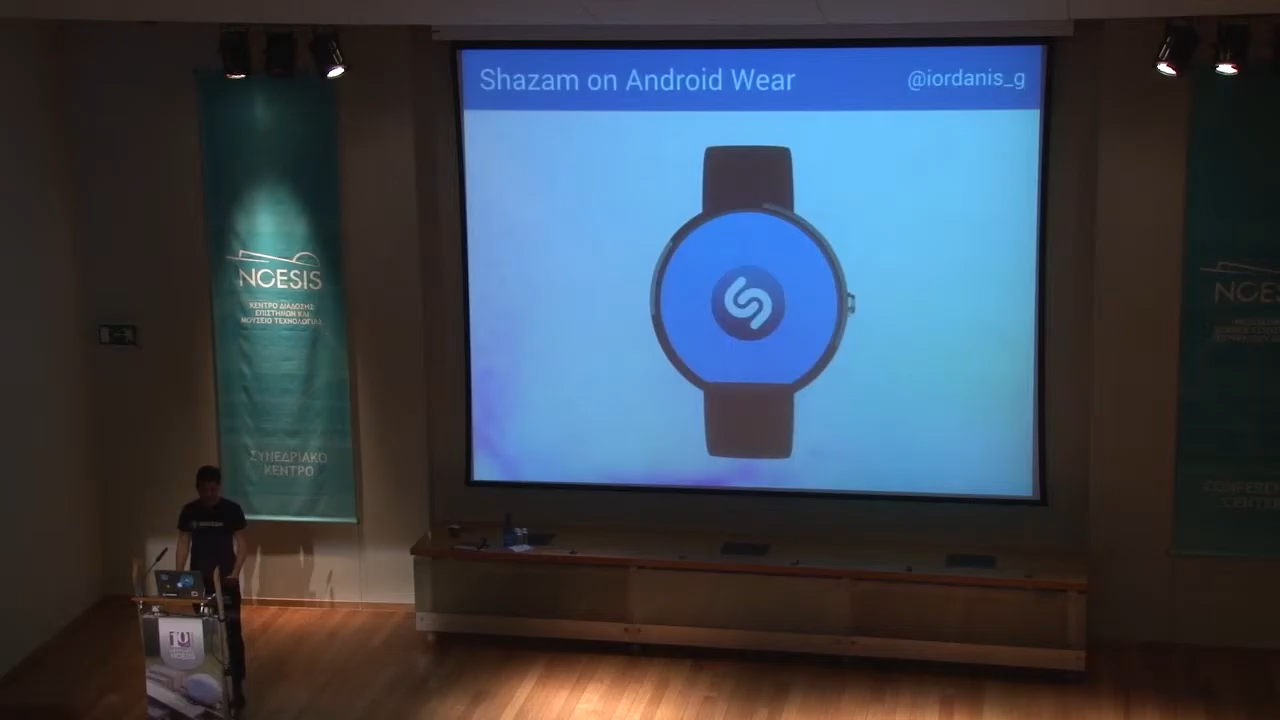 Shazam on Android Wear
@iordanis_g
NOESIS
ΚΕΝΤΡΟ ΔΙΑΔΟΣΗΣ
ΕΠΙΣΤΗΜΩΝ ΚΑΙ
ΜΟΥΣΕΙΟ ΤΕΧΝΟΛΟΓΙΑΣ
ΣΥΝΕΔΡΙΑΚΟ
ΚΕΝΤΡΟ
NOESIS